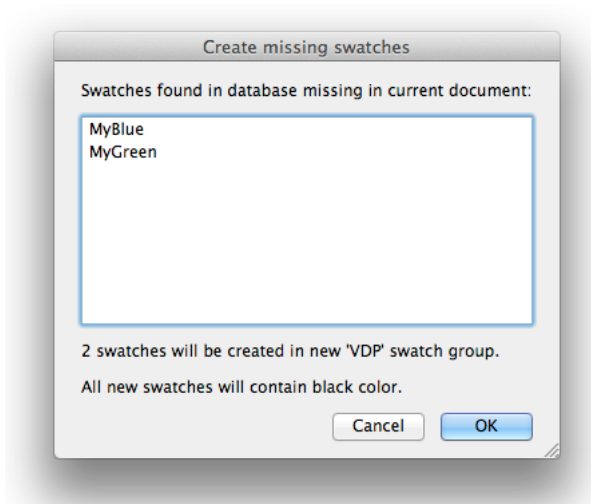 Create missing swatches
Swatches found in database missing in current document:
MyBlue
MyGreen
2 swatches will be created in new 'VDP' swatch group.
All new swatches will contain black color.
Cancel
OK